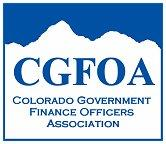 CGFOA
COLORADO GOVERNMENT
FINANCE OFFICERS
ASSOCIATION